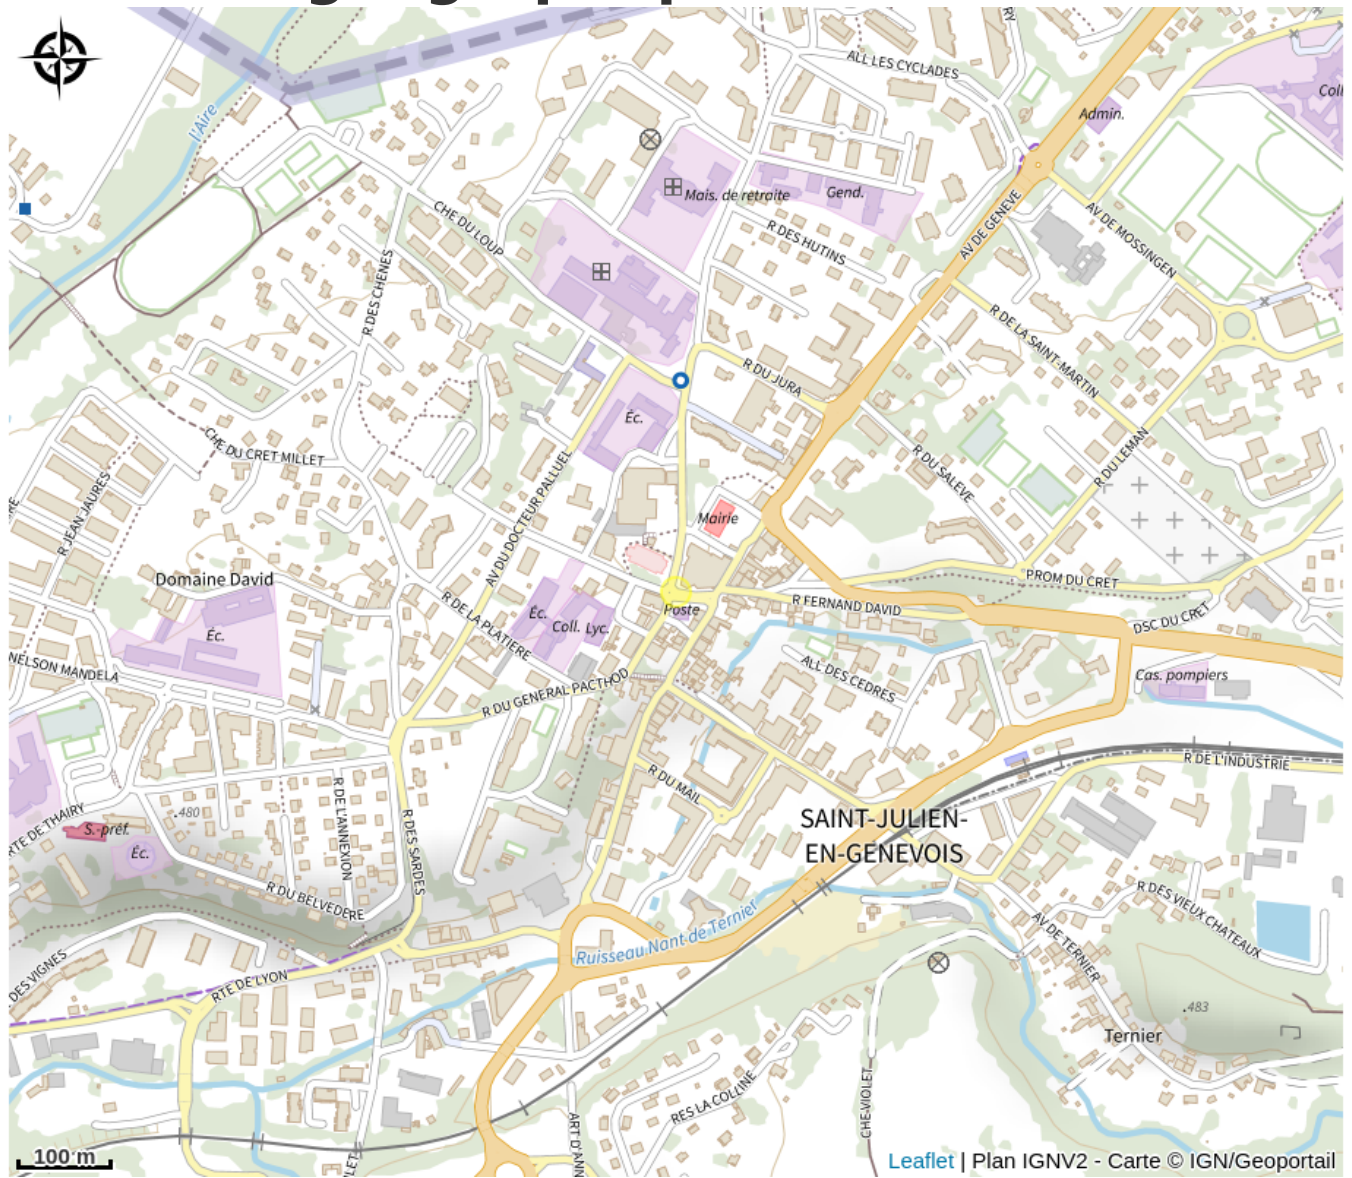 ALL LES CYCLADES
RY
Admin.
Coll
l'Aire
Mais. de retraite
Gend.
CHE DU LOUP
R DES HUTINS
AV DE GENEVE
AV DE MOSSINGEN
R DES CHENES
R DE LA SAINT-MARTIN
R DU JURA
Éc.
CHE DU CRET MILLET
R DU SALEVE
R DU LEMAN
RE
R JEAN JAURES
AV DU DOCTEUR PALLUEL
Mairie
Domaine David
PROM DU CRET
R DE LA PLATIERE
Éc.
Coll. Lyc.
Poste
R FERNAND DAVID
DSC DU CRET
Éc.
NELSON MANDELA
ALL DES CEDRES
Cas. pompiers
R DU GENERAL PACTHOD
R DE L'INDUSTRIE
R DU MAIL
.480
R DE L'ANNEXION
R DES SARDES
RTE DE THAIRY
S.-préf.
Éc.
SAINT-JULIEN-
EN-GENEVOIS
R DU BELVEDERE
R DES VIEUX CHATEAUX
Ruisseau Nant de Ternier
AV DE TERNIER
DES VIGNES
RTE DE LYON
.483
Ternier
RES LA COLLINE
CHE VIOLET
ART D'ANN
LET
100 m
Leaflet | Plan IGNV2 - Carte © IGN/Geoportail